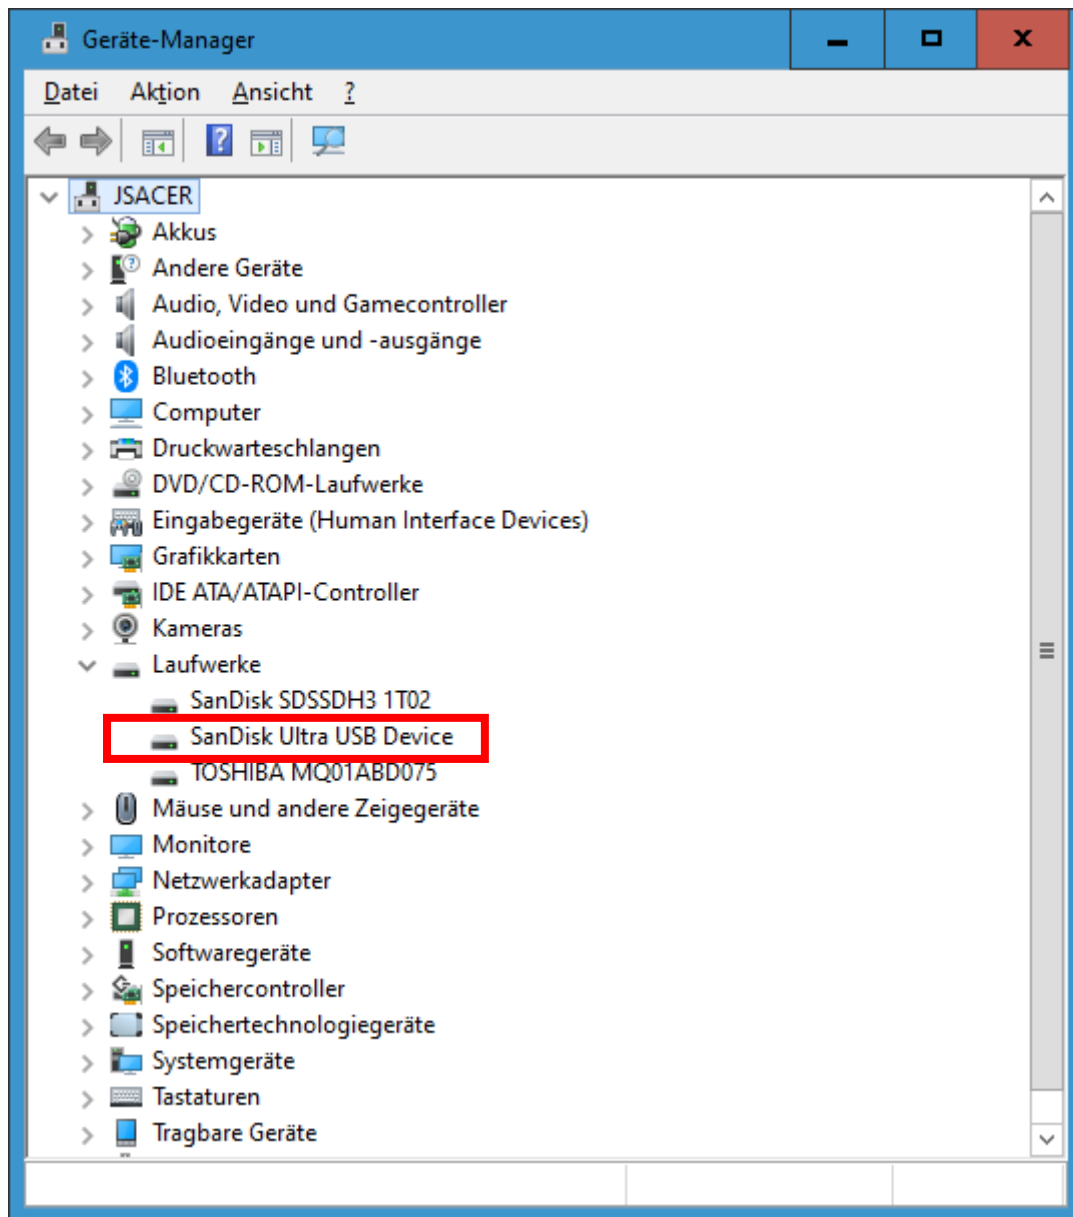 Geräte-Manager
Datei Aktion Ansicht ?
JSACER
Akkus
Andere Geräte
Audio, Video und Gamecontroller
Audioeingänge und -ausgänge
Bluetooth
Computer
Druckwarteschlangen
DVD/CD-ROM-Laufwerke
Eingabegeräte (Human Interface Devices)
Grafikkarten
IDE ATA/ATAPI-Controller
Kameras
Laufwerke
SanDisk SDSSDH3 1T02
SanDisk Ultra USB Device
TOSHIBA MQ01ABD075
Mäuse und andere Zeigegeräte
Monitore
Netzwerkadapter
Prozessoren
Softwaregeräte
Speichercontroller
Speichertechnologiegeräte
Systemgeräte
Tastaturen
Tragbare Geräte